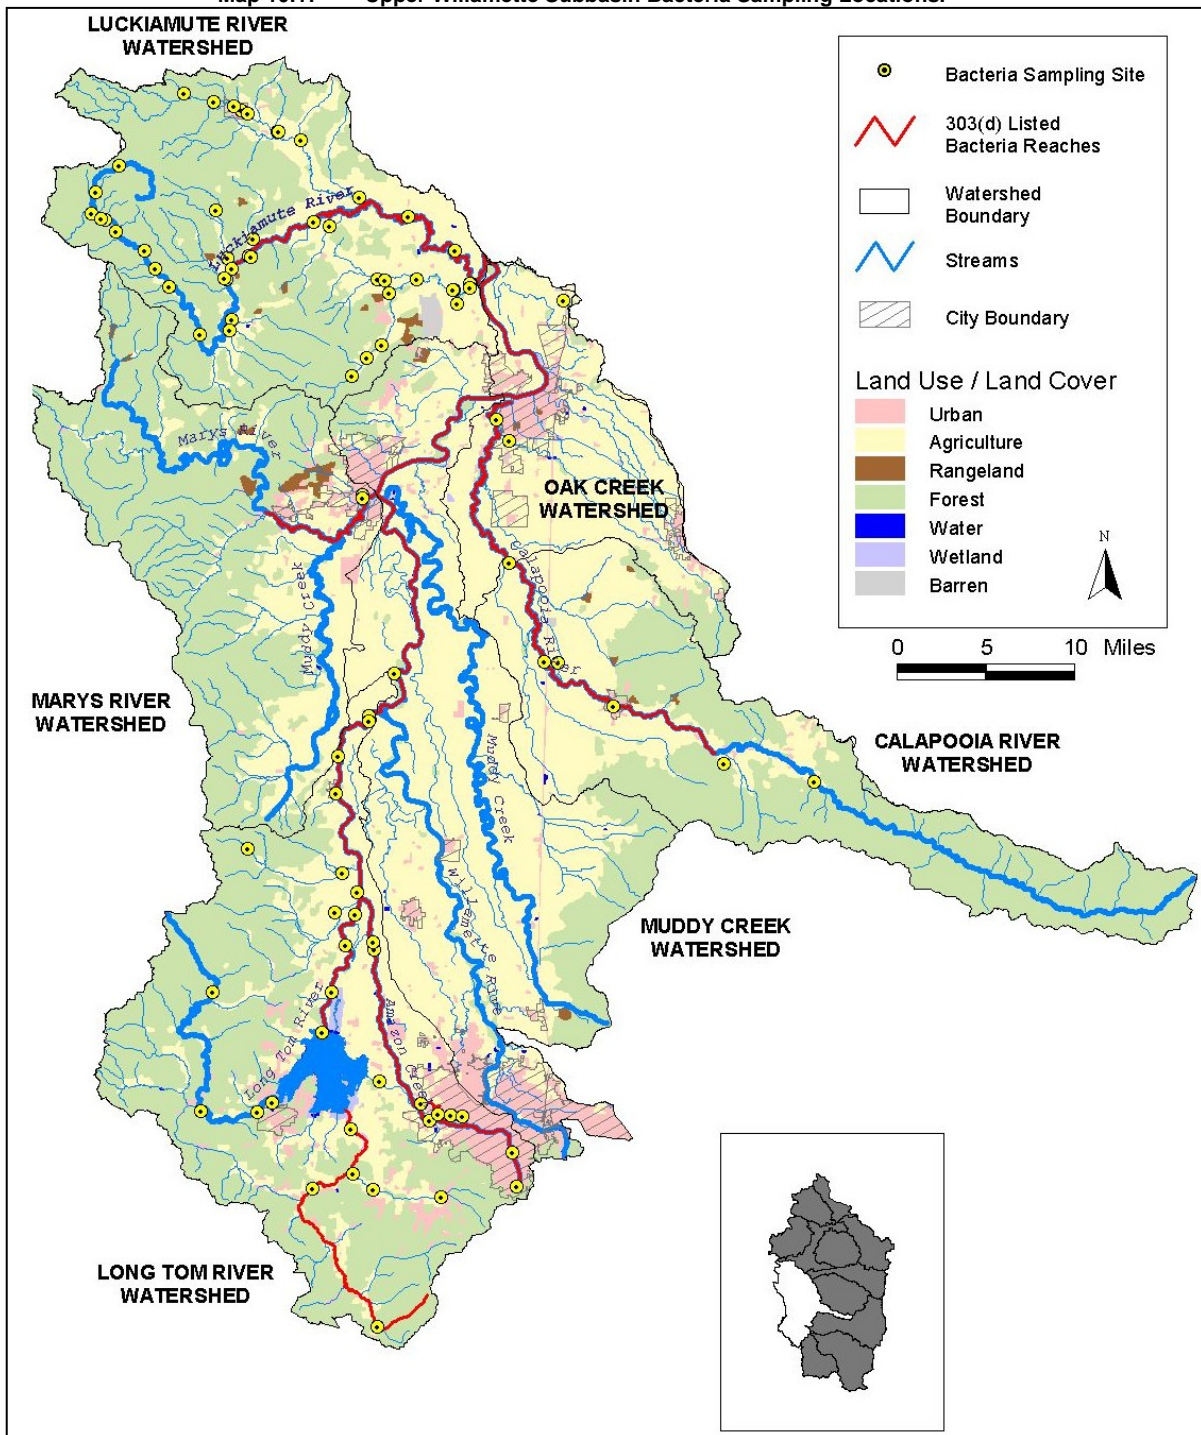 Upper Willamette Subbasin Bacteria Sampling Locations.
LUCKIAMUTE RIVER
WATERSHED
Bacteria Sampling Site
303(d) Listed
Bacteria Reaches
Watershed
Boundary
Streams
City Boundary
Land Use / Land Cover
Urban
Agriculture
Rangeland
Forest
Water
Wetland
Barren
N
0 5 10 Miles
Luckiamute River
Marys River
OAK CREEK
WATERSHED
Calapooia River
Muddy Creek
MARYS RIVER
WATERSHED
CALAPOOIA RIVER
WATERSHED
Muddy Creek
Willamette River
MUDDY CREEK
WATERSHED
Long Tom River
Amazon Creek
LONG TOM RIVER
WATERSHED